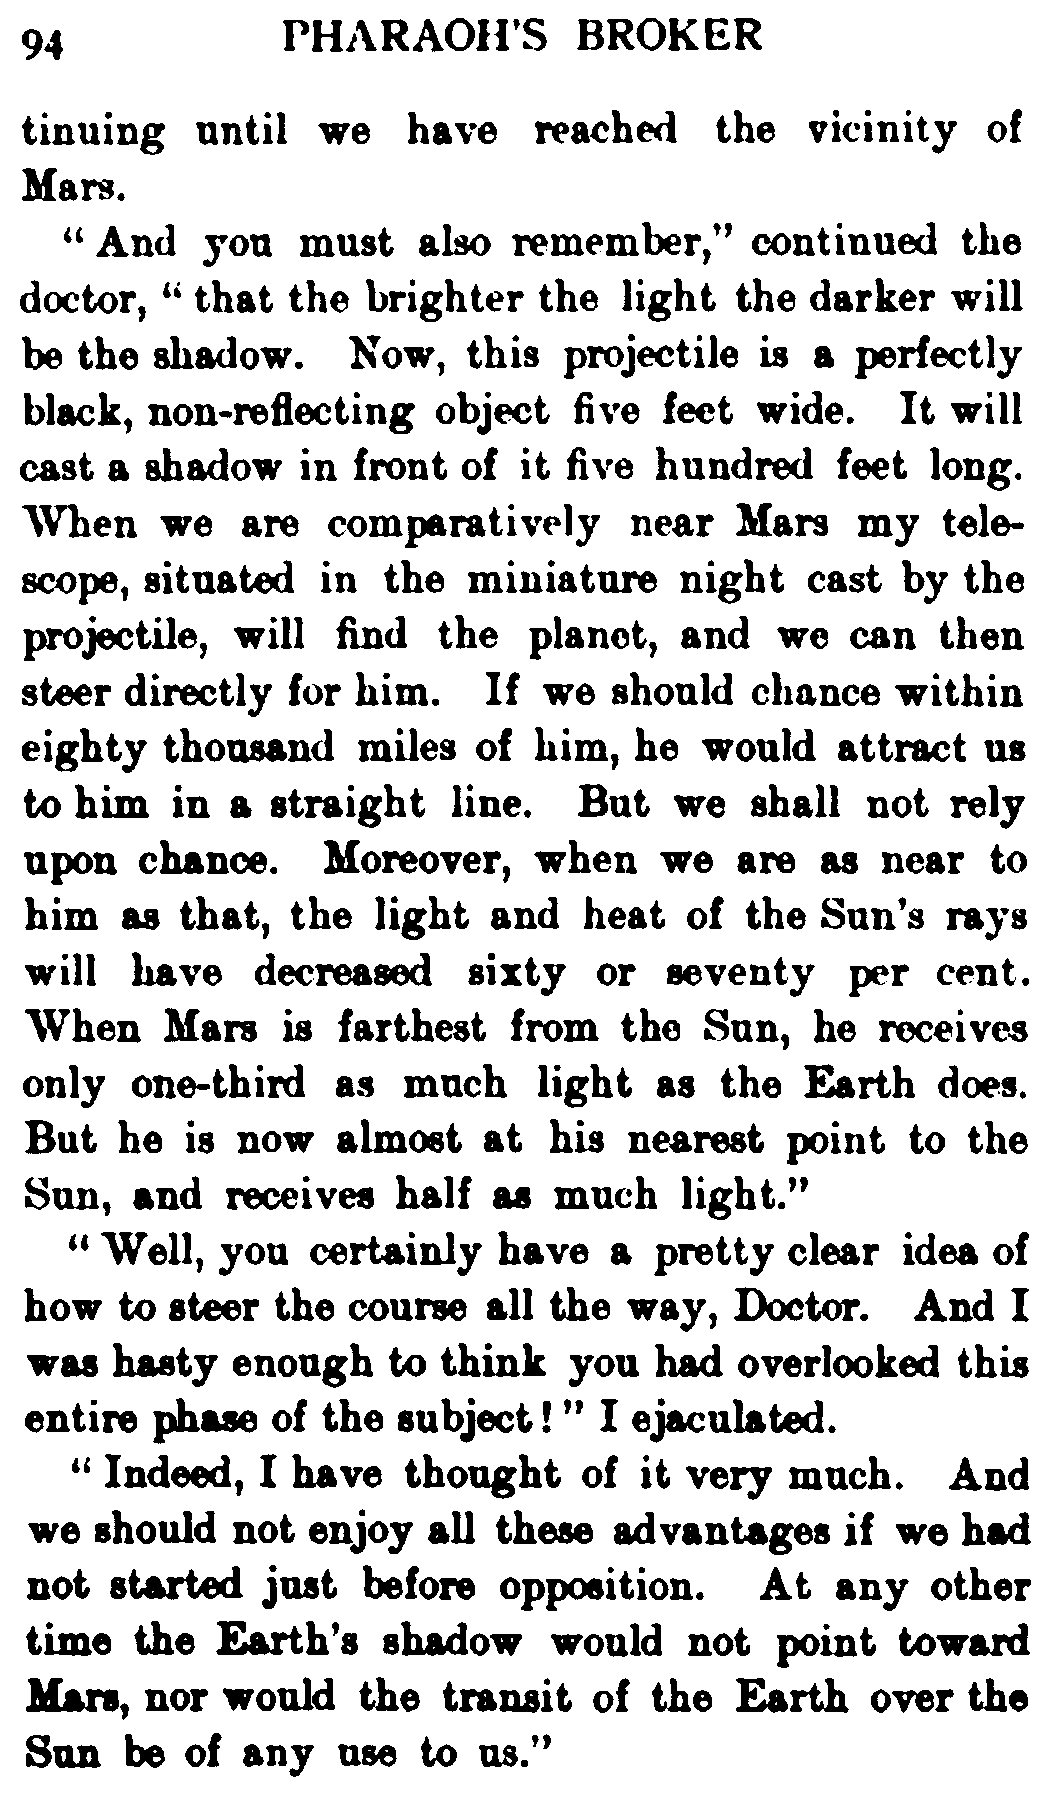 94 PHARAOH'S BROKER
tinuing until we have reached the vicinity of
Mars.
“ And you must also remember,” continued the
doctor, “ that the brighter the light the darker will
be the shadow. Now, this projectile is a perfectly
black, non-reflecting object five feet wide. It will
cast a shadow in front of it five hundred feet long.
When we are comparatively near Mars my tele-
scope, situated in the miniature night cast by the
projectile, will find the planet, and we can then
steer directly for him. If we should chance within
eighty thousand miles of him, he would attract us
to him in a straight line. But we shall not rely
upon chance. Moreover, when we are as near to
him as that, the light and heat of the Sun's rays
will have decreased sixty or seventy per cent.
When Mars is farthest from the Sun, he receives
only one-third as much light as the Earth does.
But he is now almost at his nearest point to the
Sun, and receives half as much light.”
“ Well, you certainly have a pretty clear idea of
how to steer the course all the way, Doctor. And I
was hasty enough to think you had overlooked this
entire phase of the subject ! ” I ejaculated.
“ Indeed, I have thought of it very much. And
we should not enjoy all these advantages if we had
not started just before opposition. At any other
time the Earth's shadow would not point toward
Mars, nor would the transit of the Earth over the
Sun be of any use to us.”